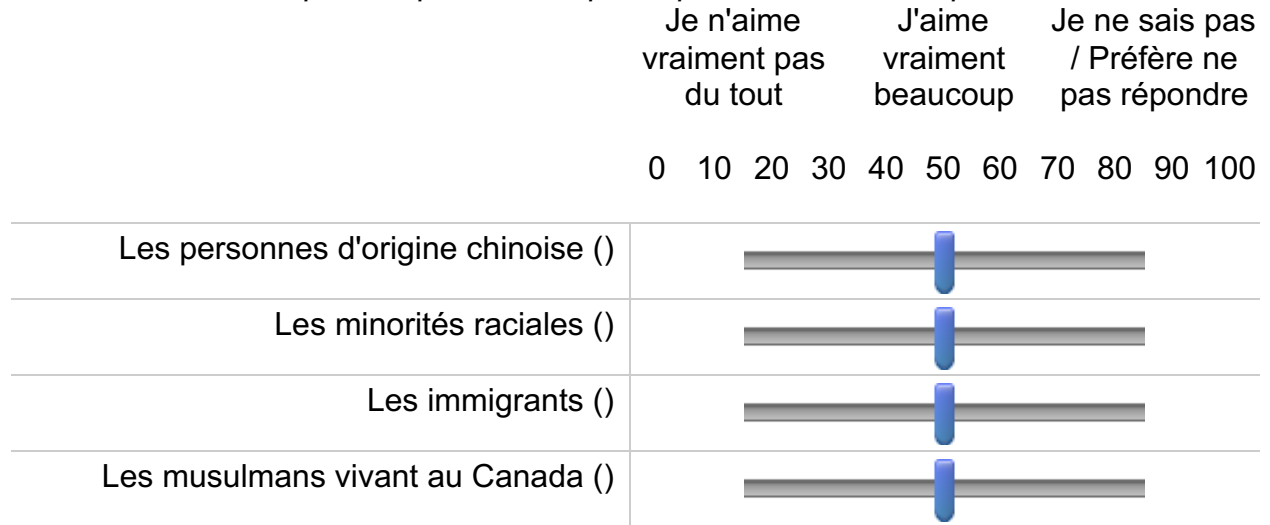 Je n'aime vraiment pas du tout
J'aime vraiment beaucoup
Je ne sais pas / Préfère ne pas répondre
0 10 20 30 40 50 60 70 80 90 100
Les personnes d'origine chinoise ()
Les minorités raciales ()
Les immigrants ()
Les musulmans vivant au Canada ()